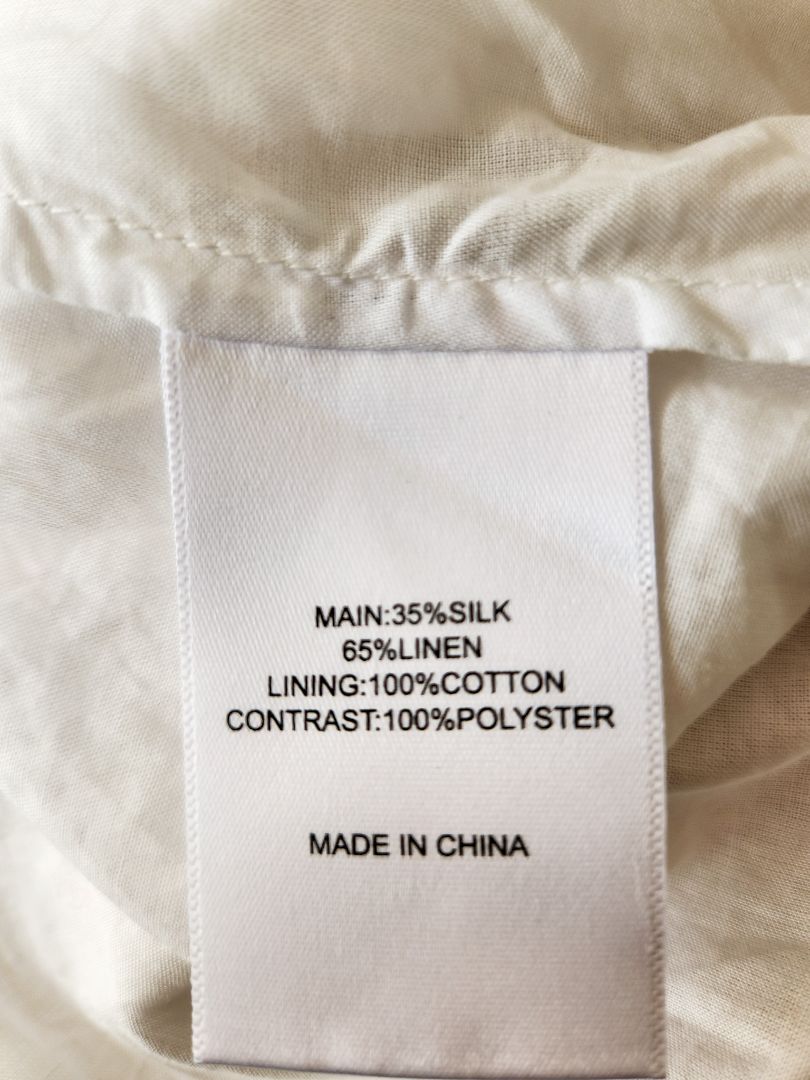 MAIN:35%SILK
65%LINEN
LINING:100%COTTON
CONTRAST:100%POLYSTER
MADE IN CHINA